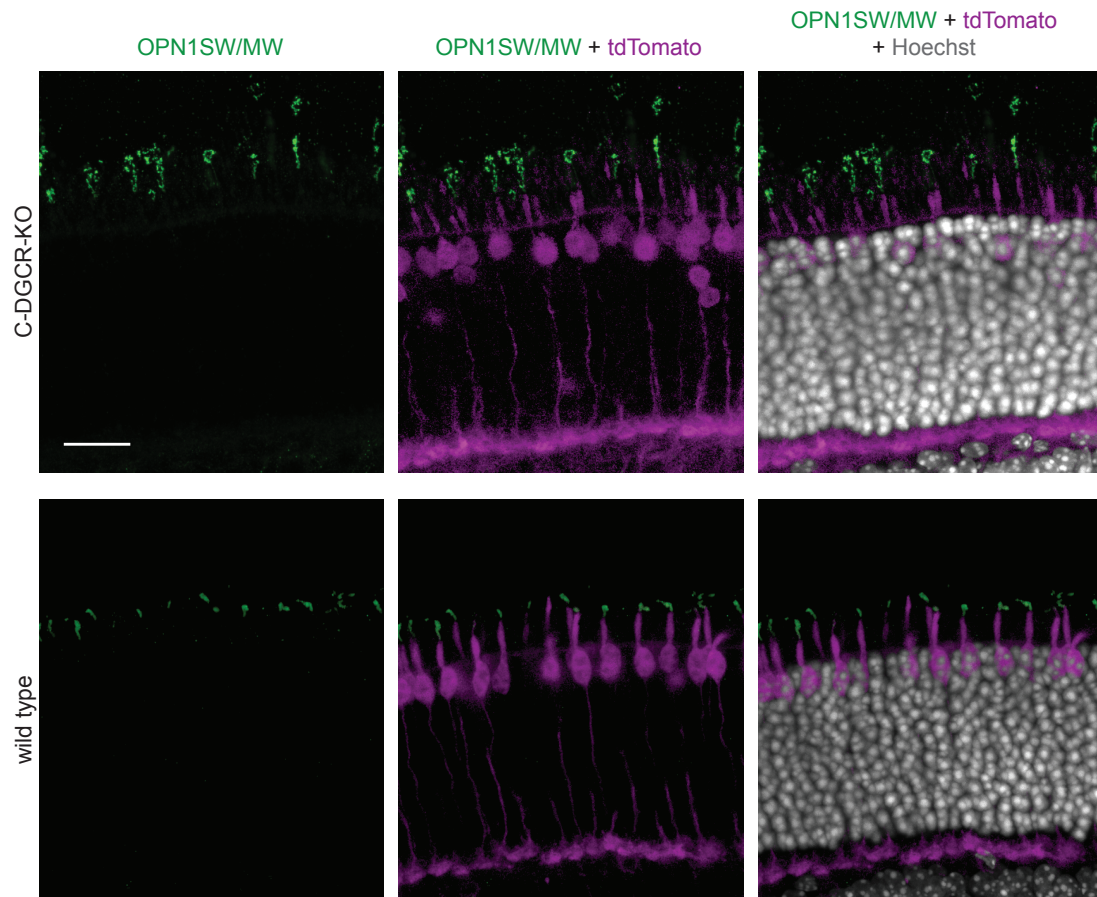 OPN1SW/MW
OPN1SW/MW + tdTomato
OPN1SW/MW + tdTomato
+ Hoechst
C-DGCR-KO
wild type